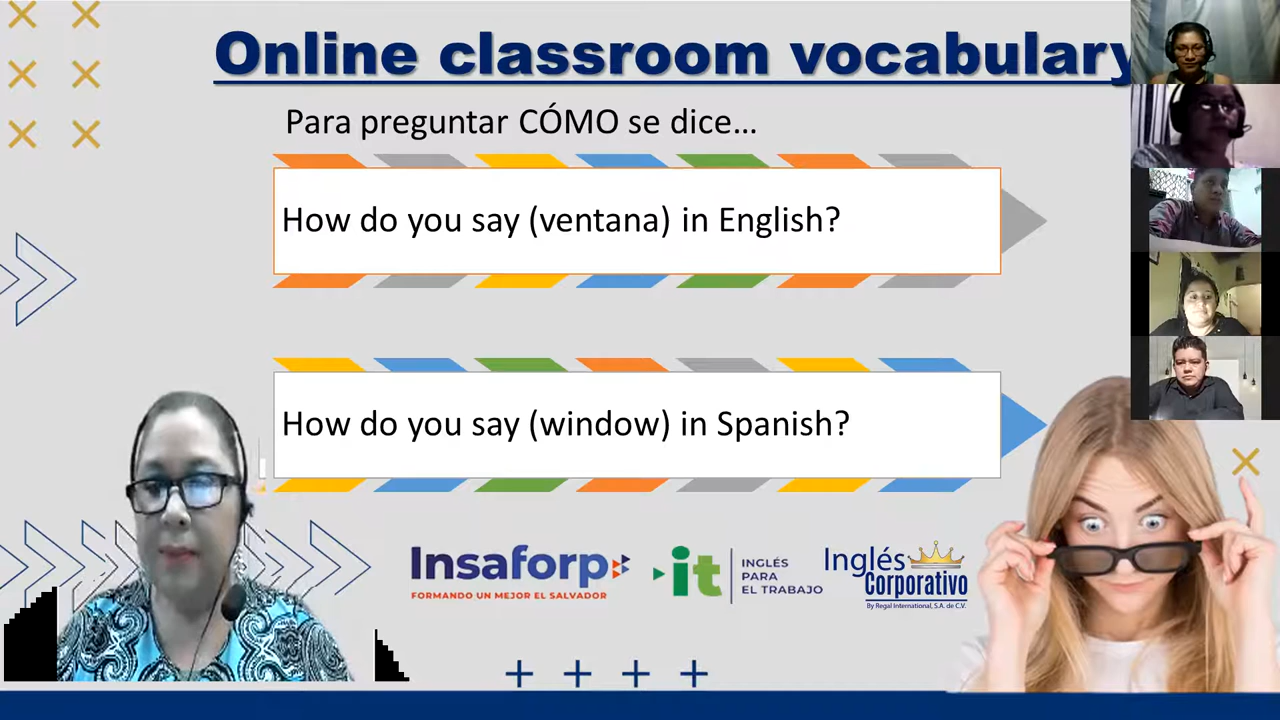 Online classroom vocabulary
Para preguntar CÓMO se dice...
How do you say (ventana) in English?
How do you say (window) in Spanish?
Insaforp
FORMANDO UN MEJOR EL SALVADOR
it
INGLÉS
PARA
EL TRABAJO
Inglés
Corporativo
By Regal International, S.A. de C.V.